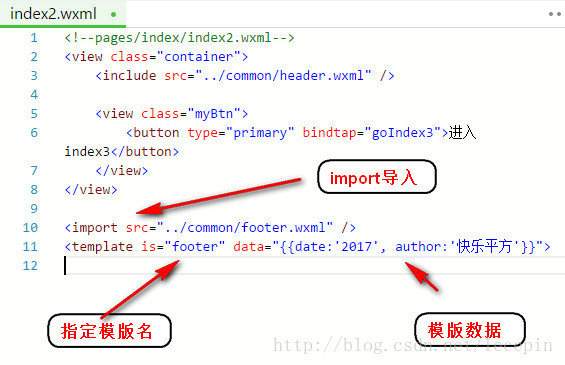 index2.wxml
1 <!--pages/index/index2.wxml-->
2 <view class="container">
3 <include src="../common/header.wxml" />
4
5 <view class="myBtn">
6 <button type="primary" bindtap="goIndex3">进入
index3</button>
7 </view>
8 </view>
import导入
9
10 <import src="../common/footer.wxml" />
11 <template is="footer" data="{{date:'2017', author:'快乐平方'}}">
12
指定模版名
模版数据
http://blog.csdn.net/